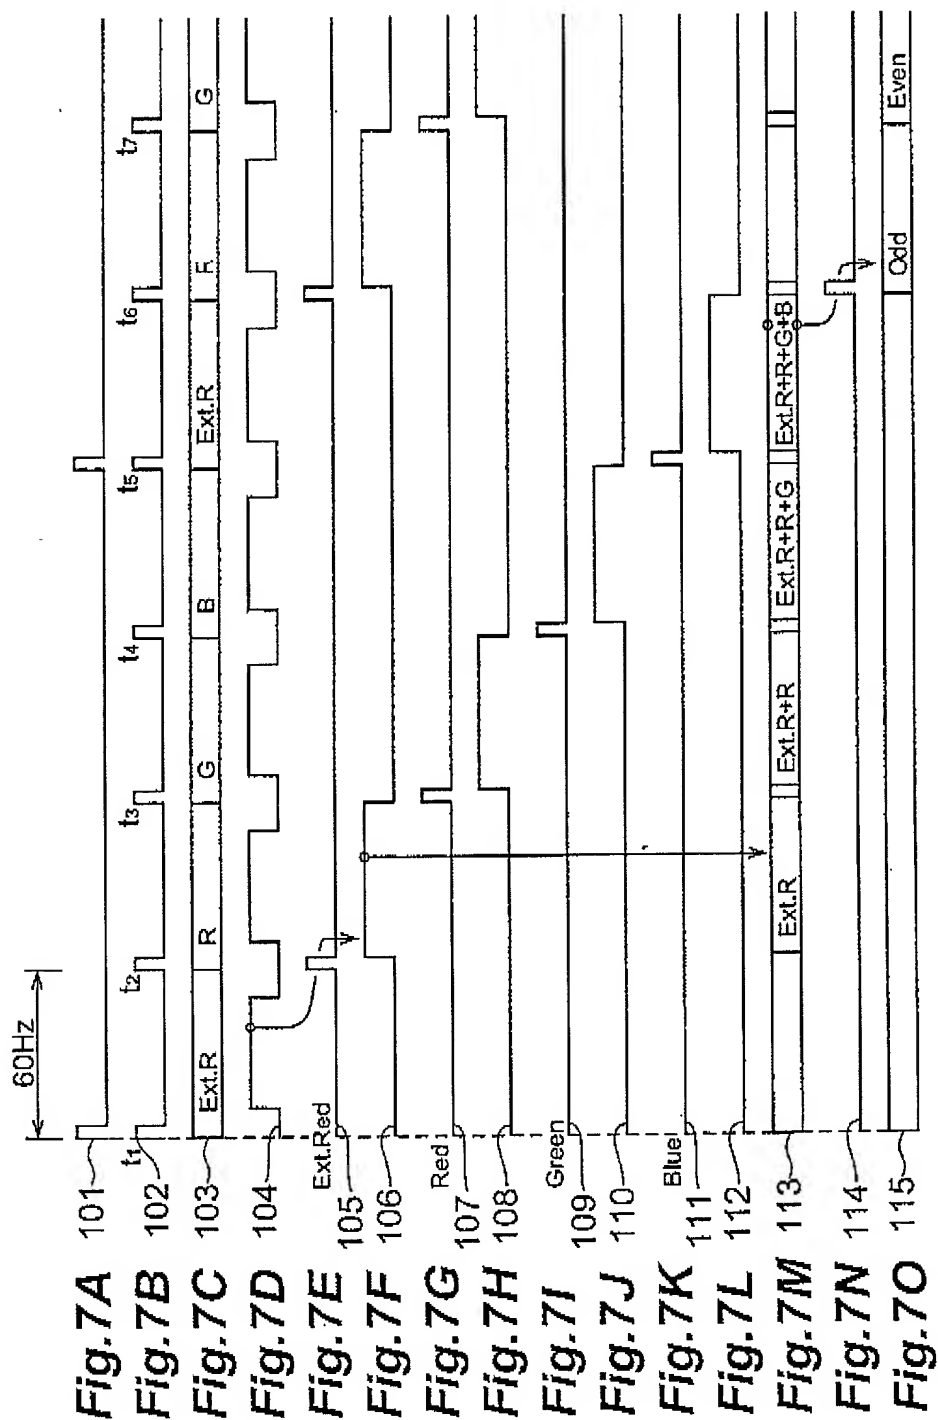 60Hz
Fig.7A 101
Fig.7B 102 t1 t2 t3 t4 t5 t6 t7
Fig.7C 103 Ext.R R G B Ext.R R G
Fig.7D 104
Fig.7E 105 Ext.Red
Fig.7F 106
Fig.7G 107 Red
Fig.7H 108
Fig.7I 109 Green
Fig.7J 110
Fig.7K 111 Blue
Fig.7L 112
Fig.7M 113 Ext.R Ext.R+R Ext.R+R+G Ext.R+R+G+B
Fig.7N 114
Fig.7O 115 Odd Even